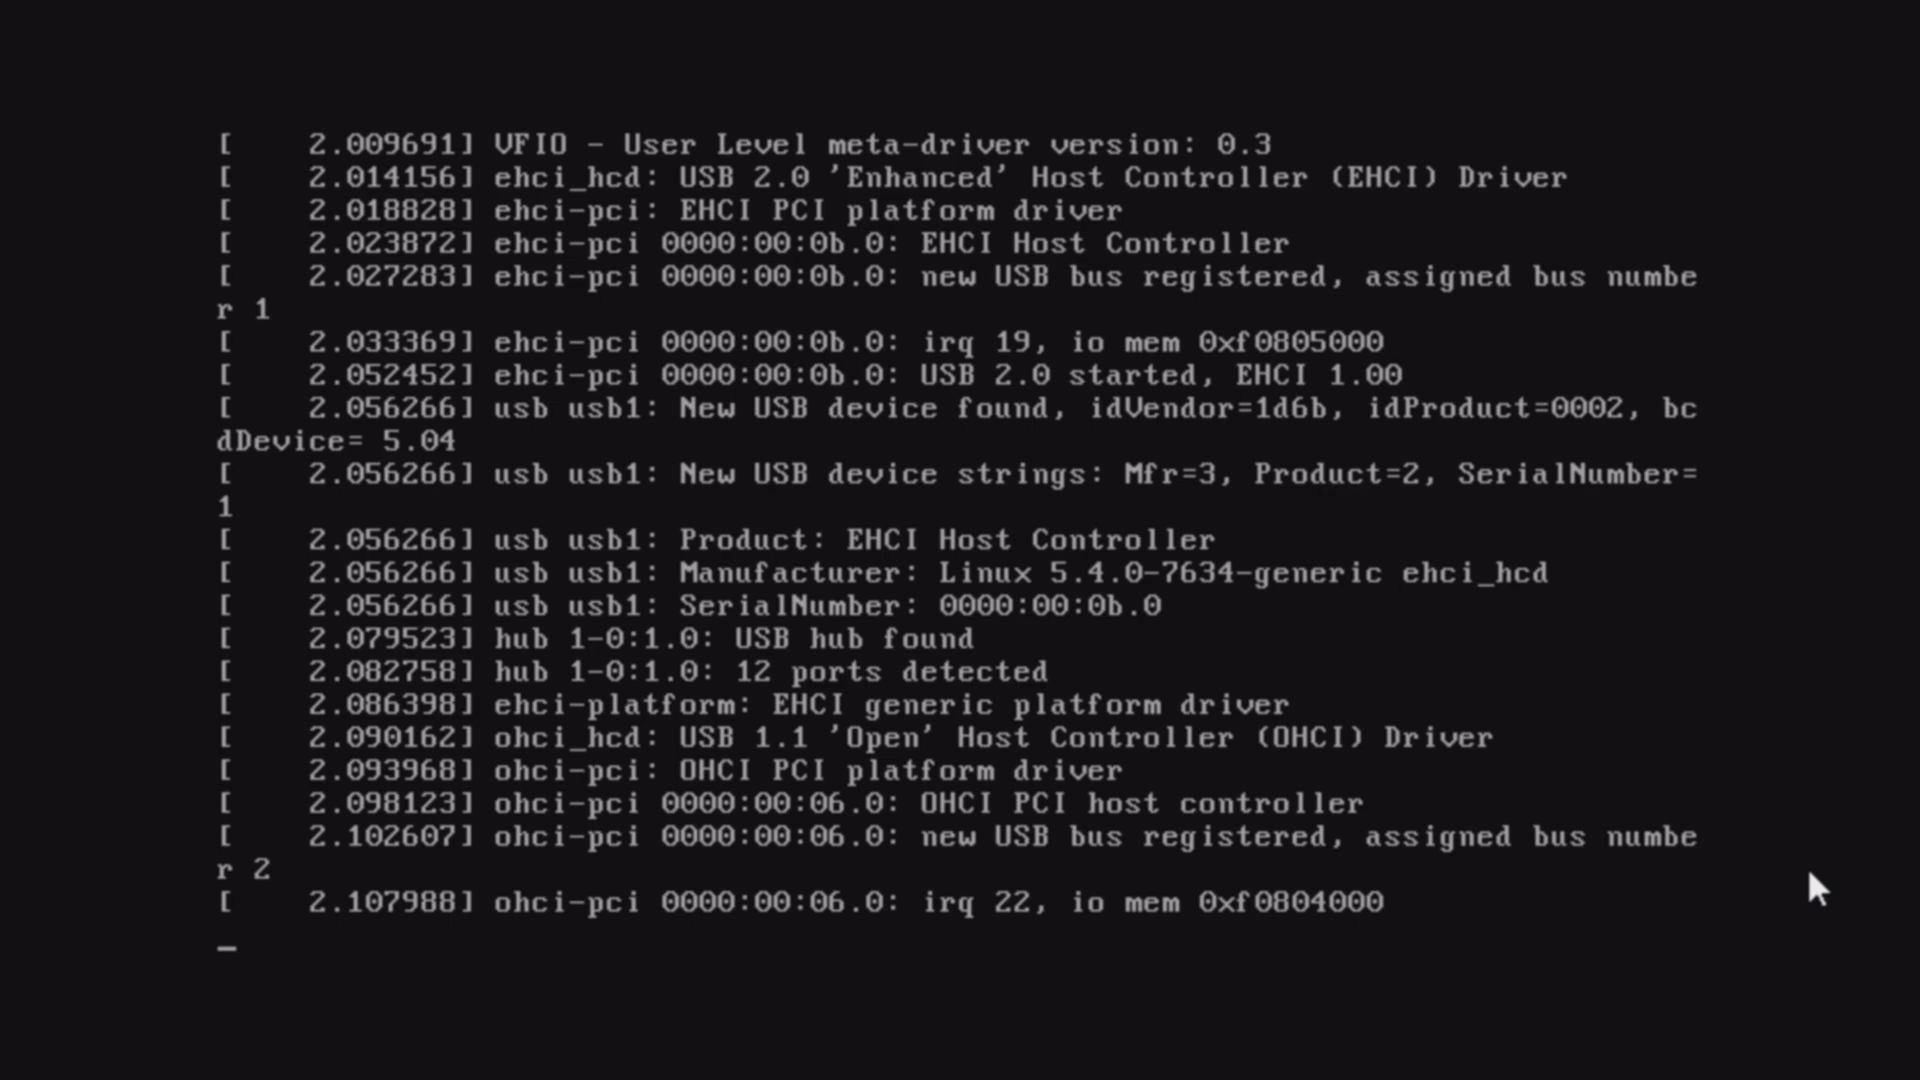 [    2.009691] VFIO - User Level meta-driver version: 0.3
[    2.014156] ehci_hcd: USB 2.0 'Enhanced' Host Controller (EHCI) Driver
[    2.018828] ehci-pci: EHCI PCI platform driver
[    2.023872] ehci-pci 0000:00:0b.0: EHCI Host Controller
[    2.027283] ehci-pci 0000:00:0b.0: new USB bus registered, assigned bus numbe
r 1
[    2.033369] ehci-pci 0000:00:0b.0: irq 19, io mem 0xf0805000
[    2.052452] ehci-pci 0000:00:0b.0: USB 2.0 started, EHCI 1.00
[    2.056266] usb usb1: New USB device found, idVendor=1d6b, idProduct=0002, bc
dDevice= 5.04
[    2.056266] usb usb1: New USB device strings: Mfr=3, Product=2, SerialNumber=
1
[    2.056266] usb usb1: Product: EHCI Host Controller
[    2.056266] usb usb1: Manufacturer: Linux 5.4.0-7634-generic ehci_hcd
[    2.056266] usb usb1: SerialNumber: 0000:00:0b.0
[    2.079523] hub 1-0:1.0: USB hub found
[    2.082758] hub 1-0:1.0: 12 ports detected
[    2.086398] ehci-platform: EHCI generic platform driver
[    2.090162] ohci_hcd: USB 1.1 'Open' Host Controller (OHCI) Driver
[    2.093968] ohci-pci: OHCI PCI platform driver
[    2.098123] ohci-pci 0000:00:06.0: OHCI PCI host controller
[    2.102607] ohci-pci 0000:00:06.0: new USB bus registered, assigned bus numbe
r 2
[    2.107988] ohci-pci 0000:00:06.0: irq 22, io mem 0xf0804000
_